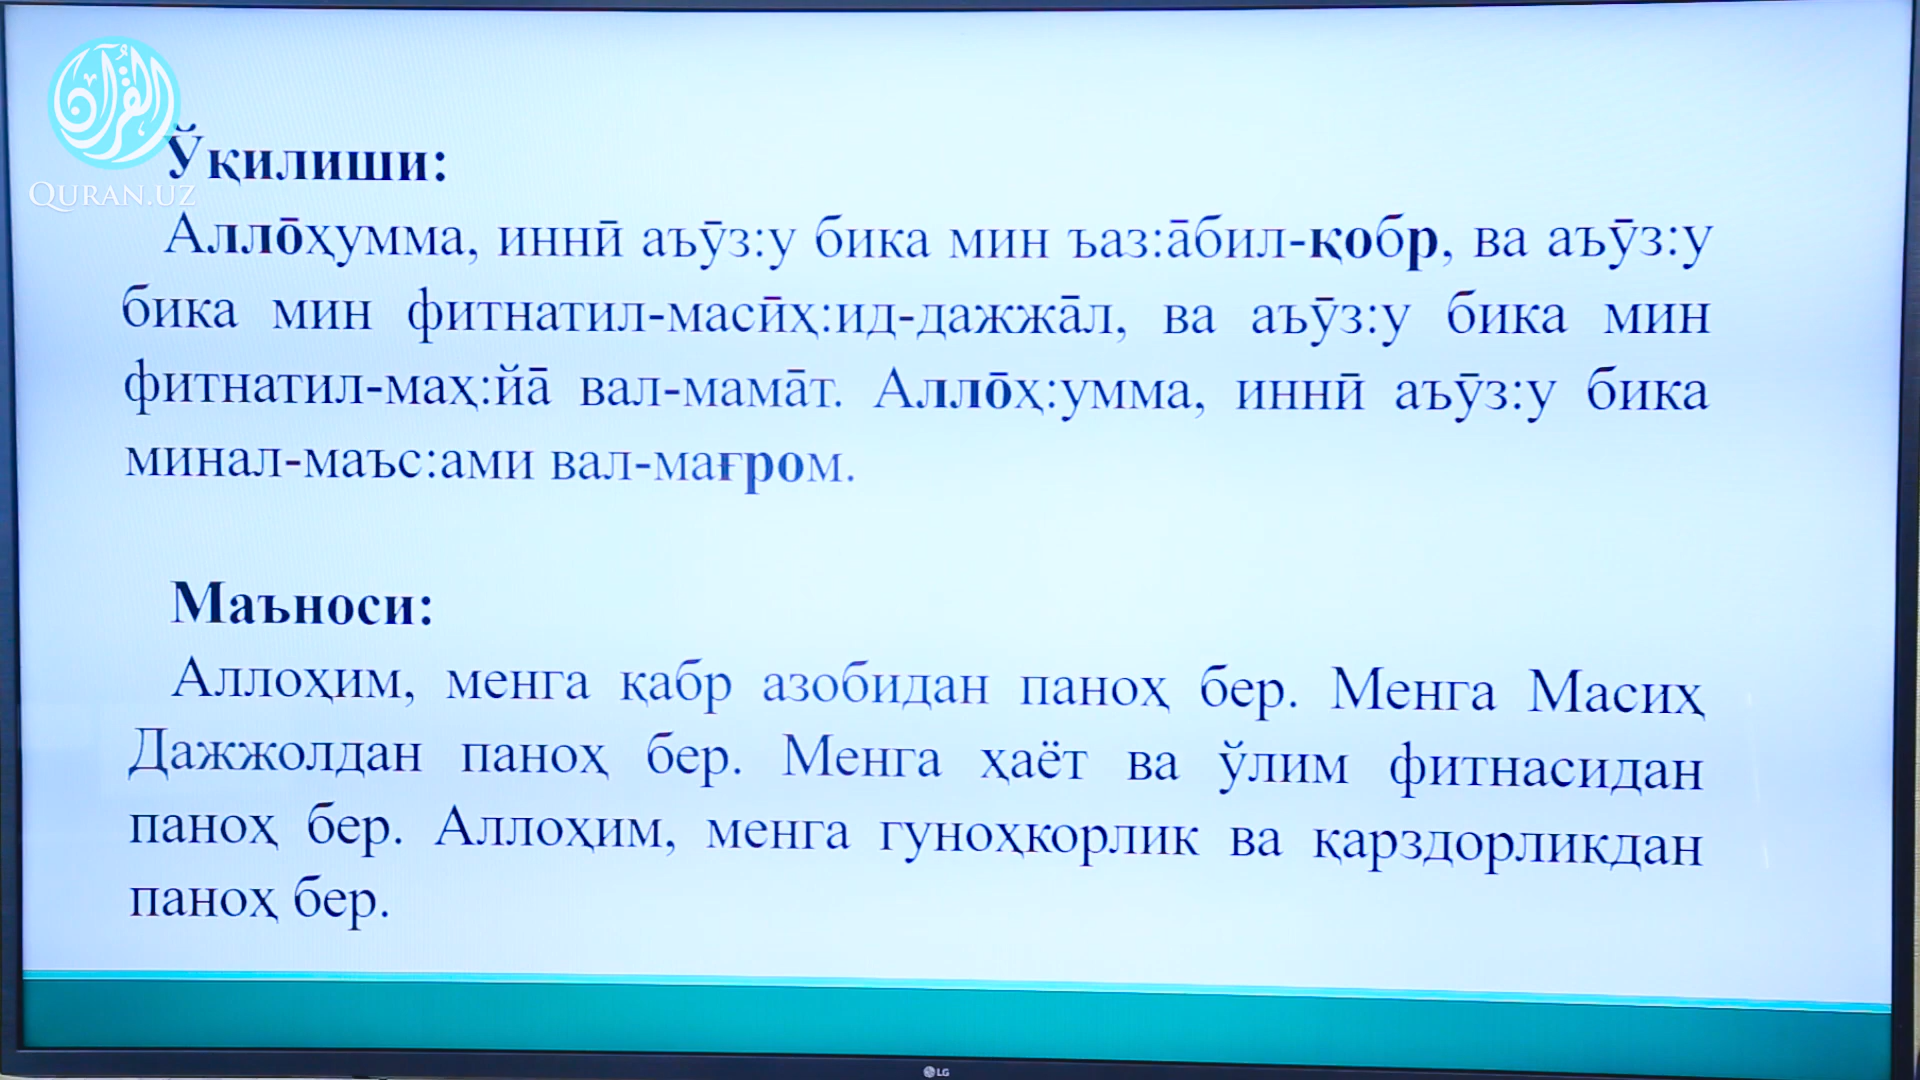 القرآن
QURAN.UZ
Ўқилиши:
Аллōҳумма, иннӣ аъӯз:у бика мин ъаз:āбил-қобр, ва аъӯз:у
бика мин фитнатил-масӣҳ:ид-дажжāл, ва аъӯз:у бика мин
фитнатил-маҳ:йā вал-мамāт. Аллōҳ:умма, иннӣ аъӯз:у бика
минал-маъс:ами вал-мағром.
Маъноси:
Аллоҳим, менга қабр азобидан паноҳ бер. Менга Масиҳ
Дажжолдан паноҳ бер. Менга ҳаёт ва ўлим фитнасидан
паноҳ бер. Аллоҳим, менга гуноҳкорлик ва қарздорликдан
паноҳ бер.
LG